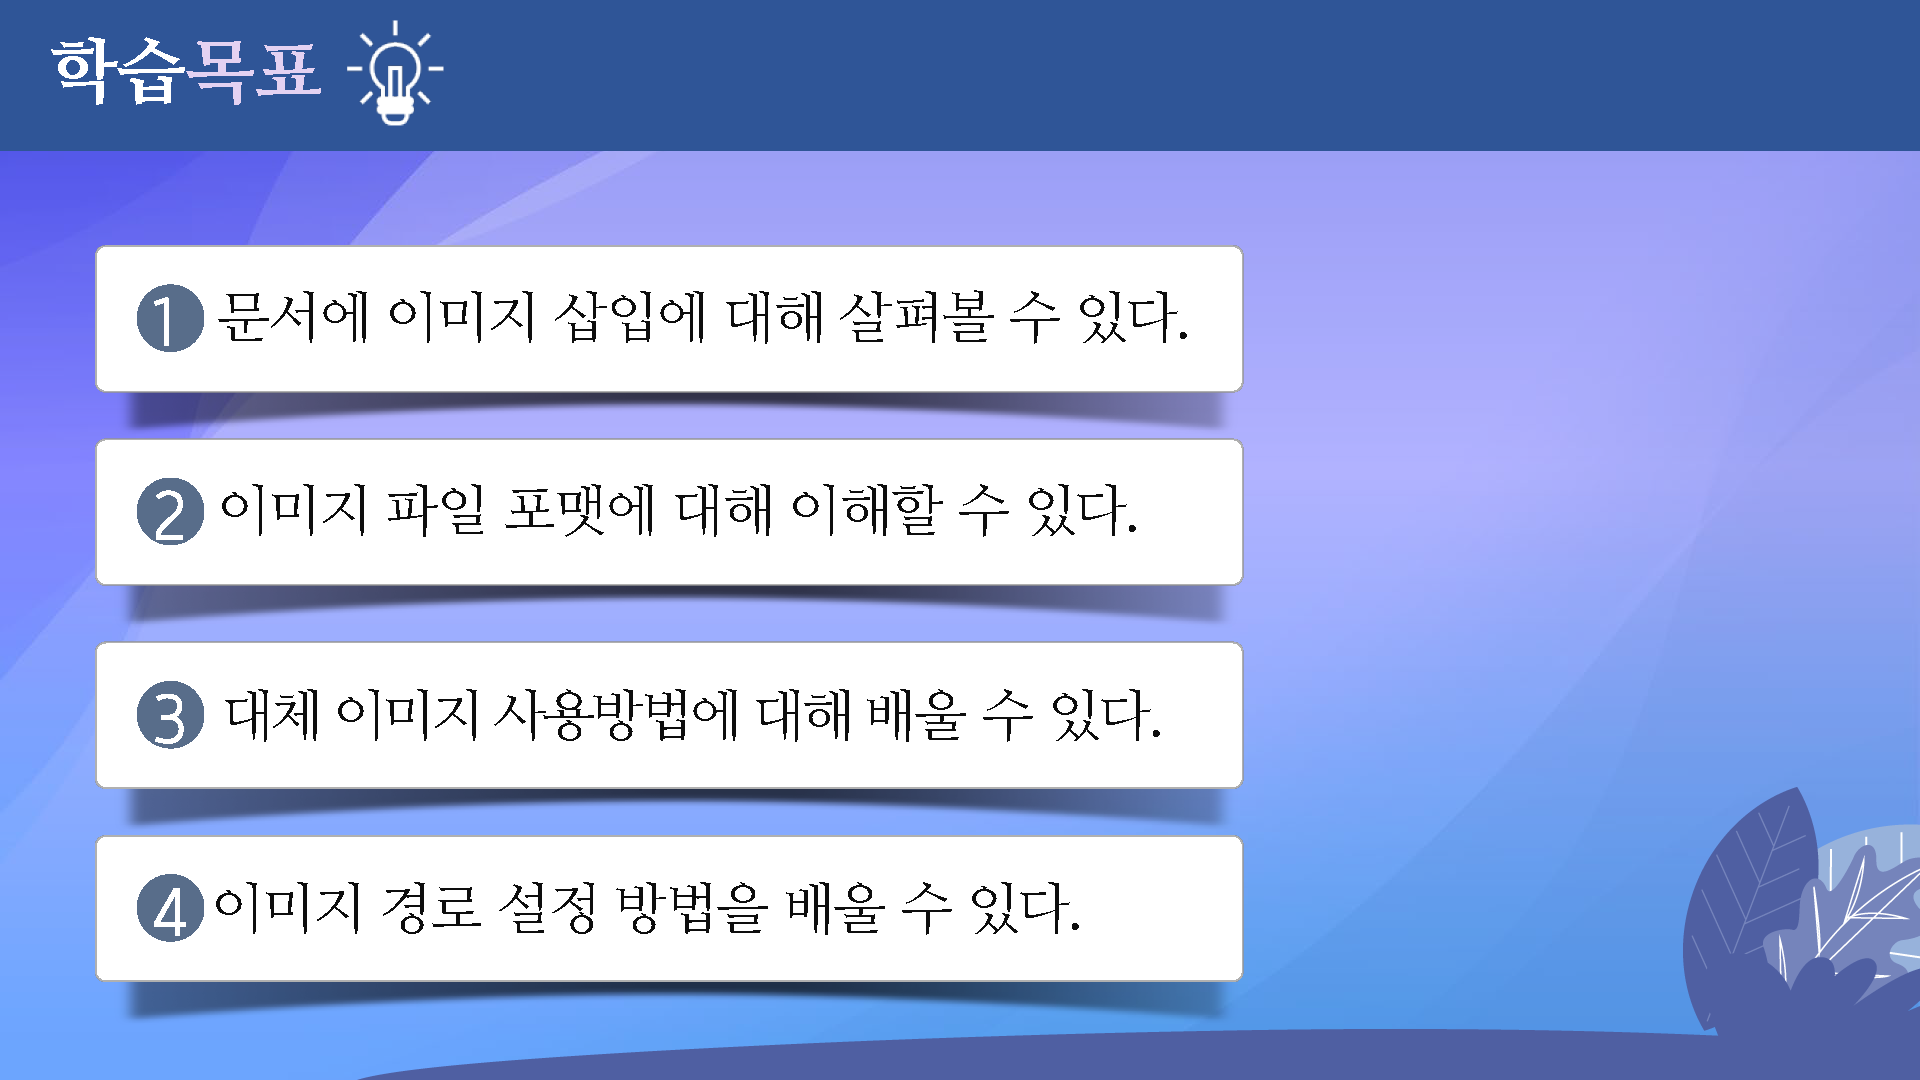 학습목표
1 문서에 이미지 삽입에 대해 살펴볼 수 있다.
2 이미지 파일 포맷에 대해 이해할 수 있다.
3 대체 이미지 사용방법에 대해 배울 수 있다.
4 이미지 경로 설정 방법을 배울 수 있다.